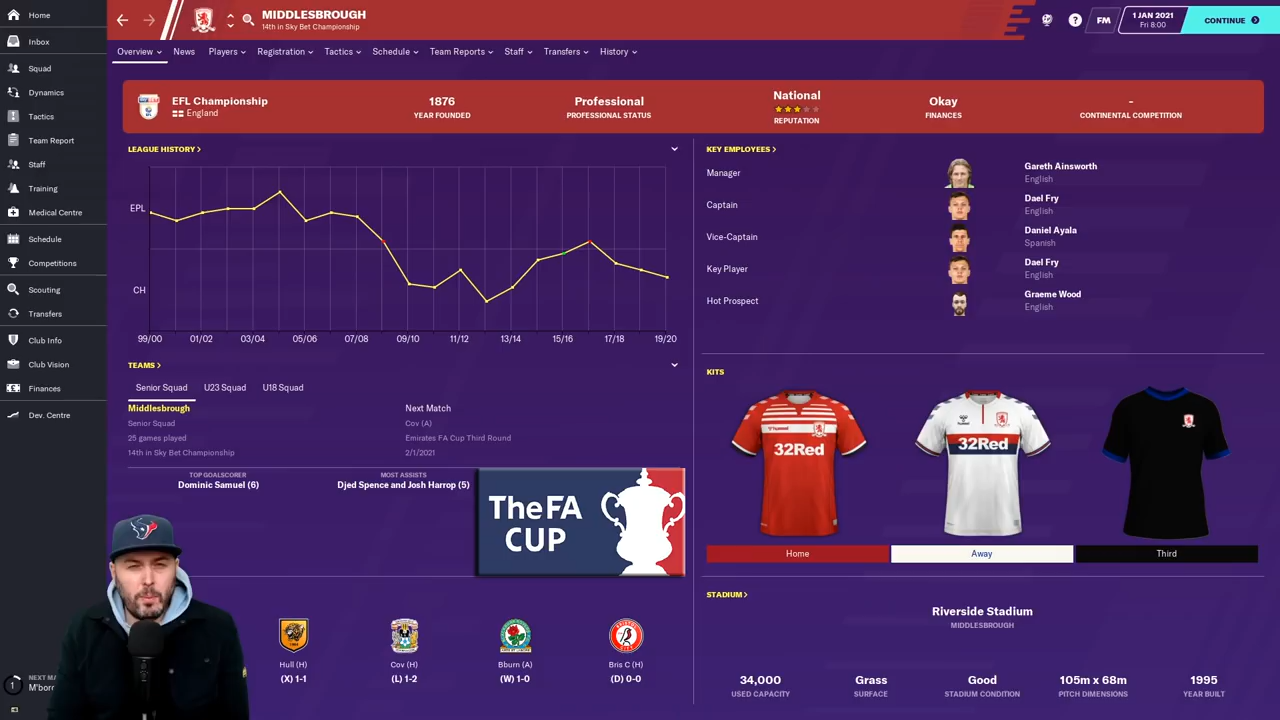 Home
Inbox
Squad
Dynamics
Tactics
Team Report
Staff
Training
Medical Centre
Schedule
Competitions
Scouting
Transfers
Club Info
Club Vision
Finances
Dev. Centre
MIDDLESBROUGH
14th in Sky Bet Championship
FM
1 JAN 2021
Fri 8:00
CONTINUE
Overview
News
Players
Registration
Tactics
Schedule
Team Reports
Staff
Transfers
History
EFL Championship
England
1876
YEAR FOUNDED
Professional
PROFESSIONAL STATUS
National
REPUTATION
Okay
FINANCES
-
CONTINENTAL COMPETITION
LEAGUE HISTORY >
EPL
CH
99/00 01/02 03/04 05/06 07/08 09/10 11/12 13/14 15/16 17/18 19/20
TEAMS >
Senior Squad U23 Squad U18 Squad
Middlesbrough
Senior Squad
25 games played
14th in Sky Bet Championship
Next Match
Cov (A)
Emirates FA Cup Third Round
2/1/2021
TOP GOALSCORER
Dominic Samuel (6)
MOST ASSISTS
Djed Spence and Josh Harrop (5)
The FA
CUP
Hull (H)
(X) 1-1
Cov (H)
(L) 1-2
Bburn (A)
(W) 1-0
Bris C (H)
(D) 0-0
KEY EMPLOYEES >
Manager
Gareth Ainsworth
English
Captain
Dael Fry
English
Vice-Captain
Daniel Ayala
Spanish
Key Player
Dael Fry
English
Hot Prospect
Graeme Wood
English
KITS
32Red
32Red
Home
Away
Third
STADIUM >
Riverside Stadium
MIDDLESBROUGH
34,000
USED CAPACITY
Grass
SURFACE
Good
STADIUM CONDITION
105m x 68m
PITCH DIMENSIONS
1995
YEAR BUILT
1
M'boro